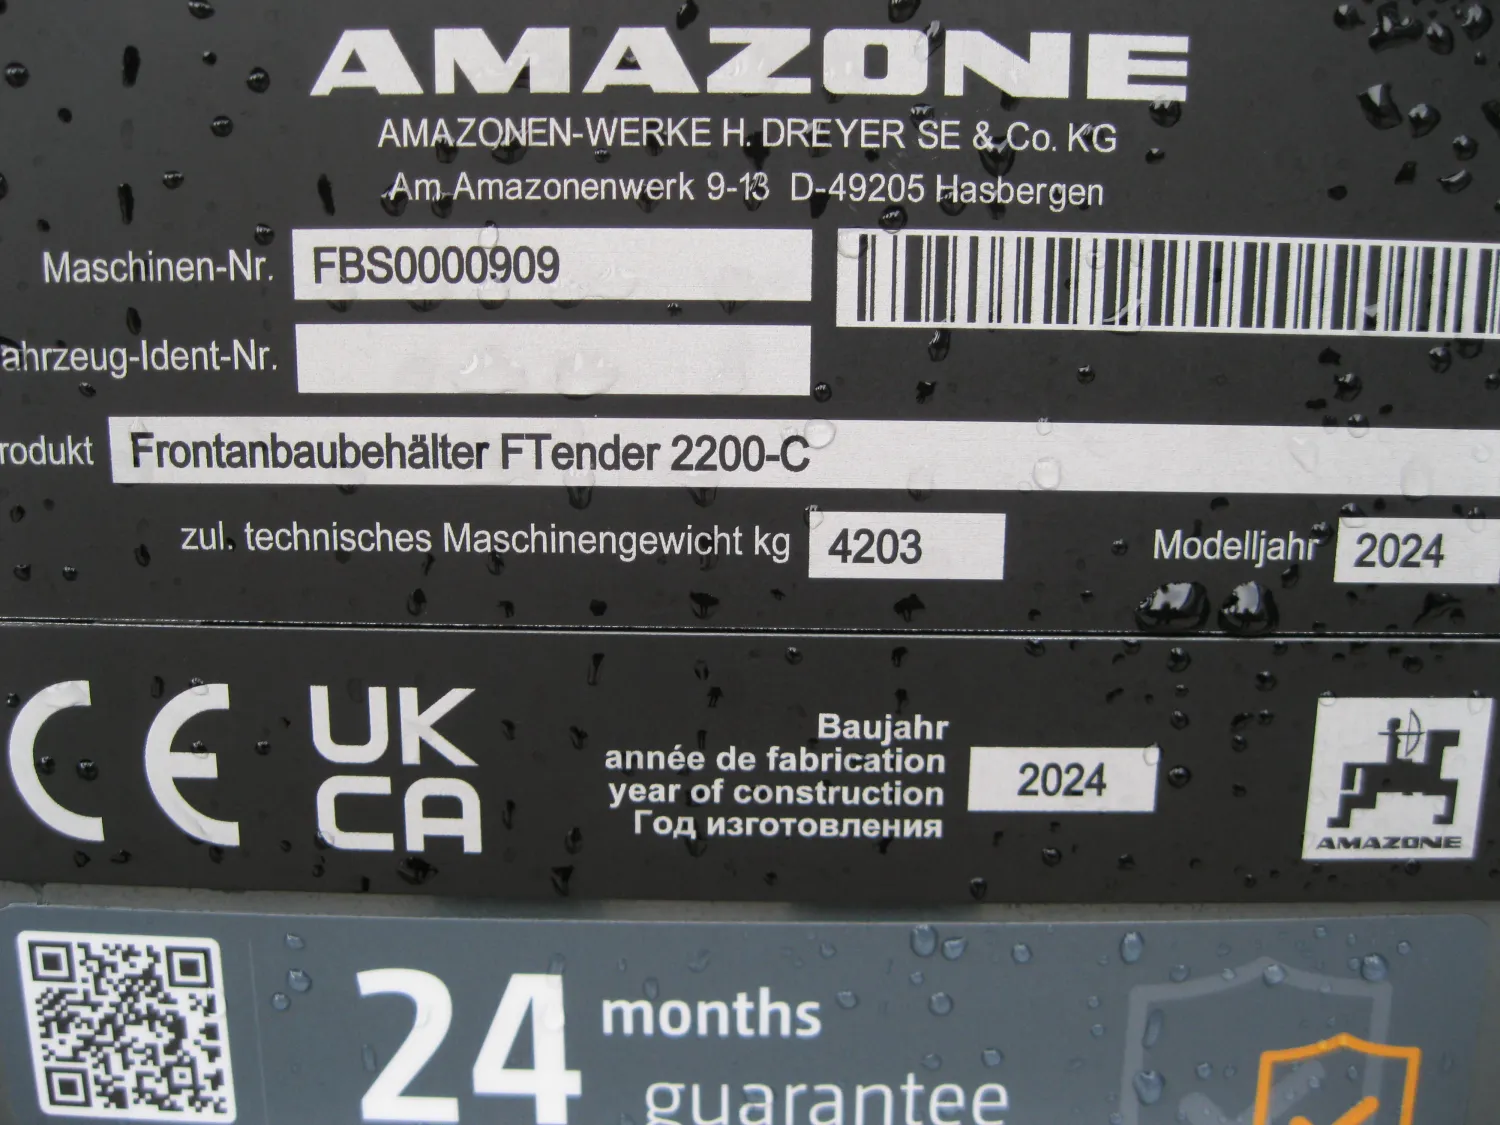 AMAZONE
AMAZONEN-WERKE H. DREYER SE & Co. KG
Am Amazonenwerk 9-13 D-49205 Hasbergen
Maschinen-Nr. FBS0000909
ahrzeug-Ident-Nr.
rodukt Frontanbaubehälter FTender 2200-C
zul. technisches Maschinengewicht kg 4203 Modelljahr 2024
CE UK
CA
Baujahr
année de fabrication
year of construction 2024
Год изготовления
AMAZONE
24 months
guarantee